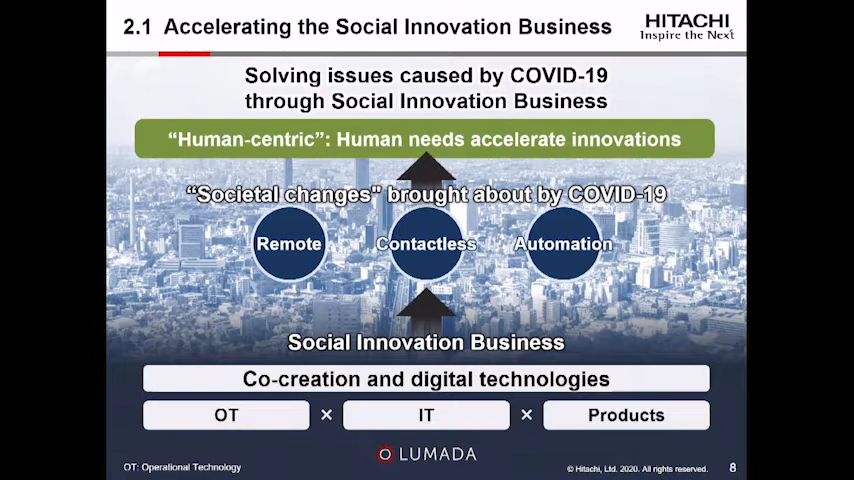 2.1 Accelerating the Social Innovation Business
HITACHI
Inspire the Next
Solving issues caused by COVID-19
through Social Innovation Business
“Human-centric”: Human needs accelerate innovations
“Societal changes" brought about by COVID-19
Remote
Contactless
Automation
Social Innovation Business
Co-creation and digital technologies
OT × IT × Products
LUMADA
OT: Operational Technology
© Hitachi, Ltd. 2020. All rights reserved.
8